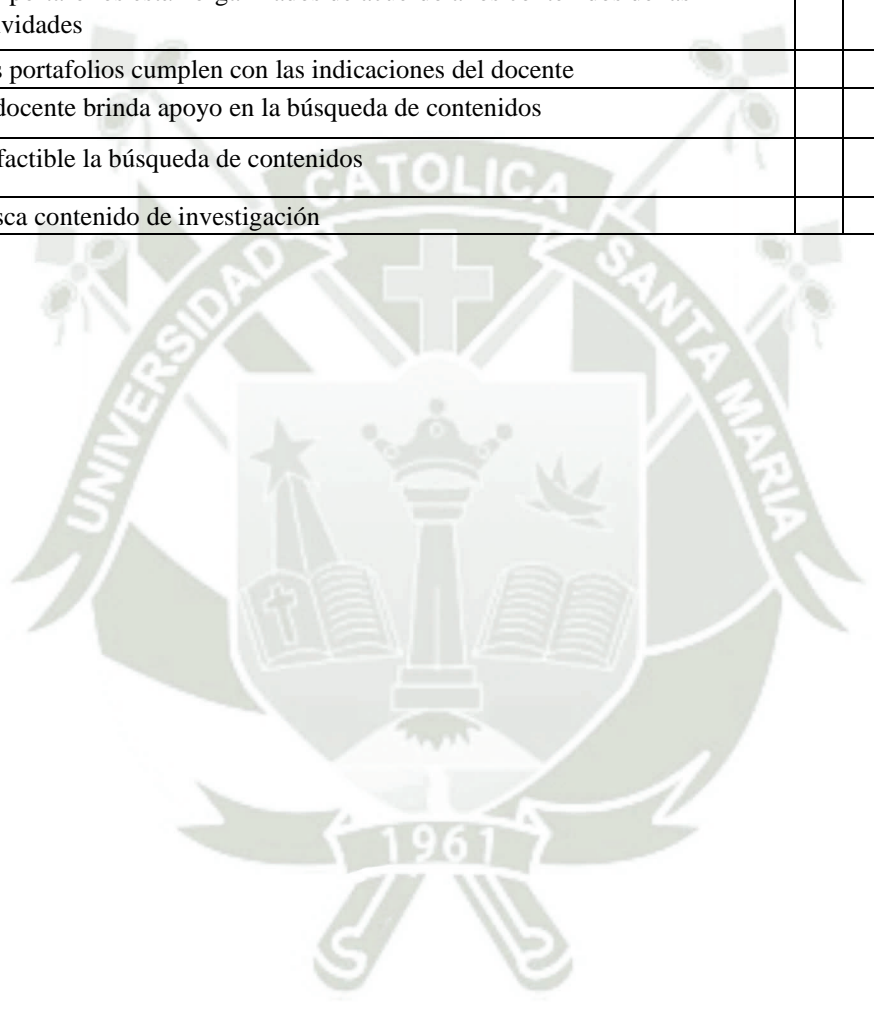 vidades
s portafolios cumplen con las indicaciones del docente
docente brinda apoyo en la búsqueda de contenidos
factible la búsqueda de contenidos
sca contenido de investigación
UNIVERSIDAD CATOLICA SANTA MARIA
1961